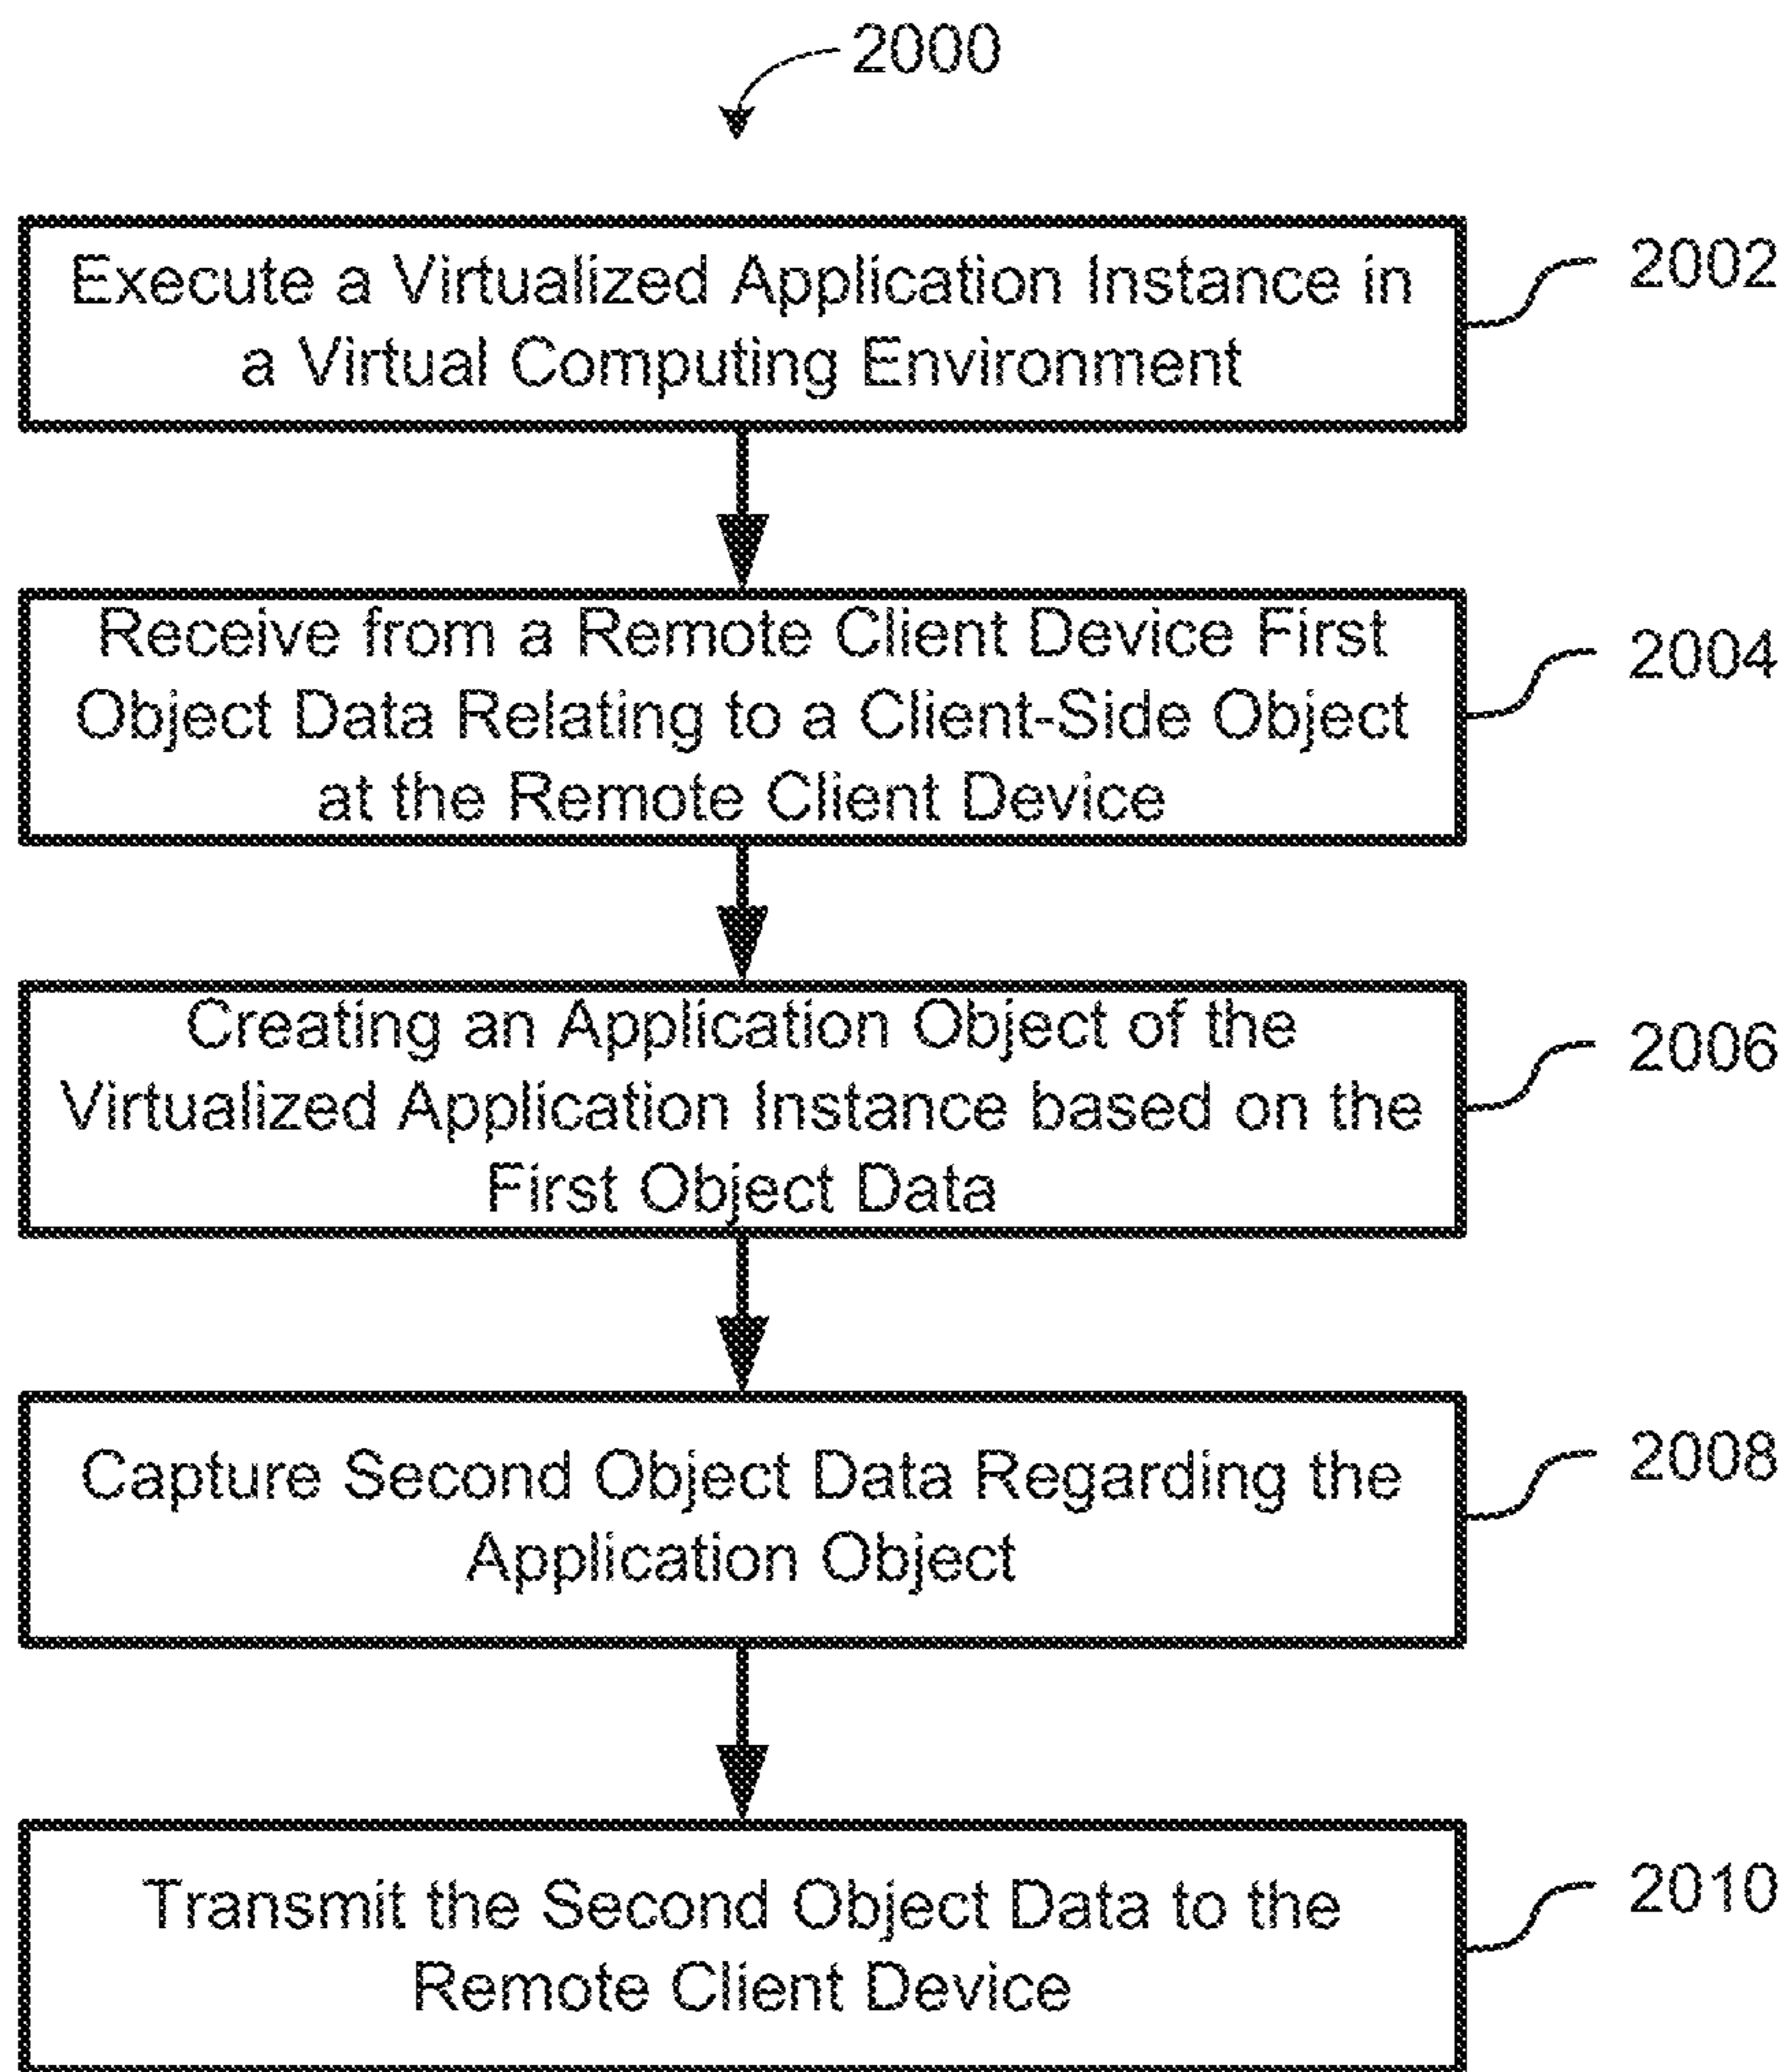 2000
Execute a Virtualized Application Instance in
a Virtual Computing Environment
2002
Receive from a Remote Client Device First
Object Data Relating to a Client-Side Object
at the Remote Client Device
2004
Creating an Application Object of the
Virtualized Application Instance based on the
First Object Data
2006
Capture Second Object Data Regarding the
Application Object
2008
Transmit the Second Object Data to the
Remote Client Device
2010